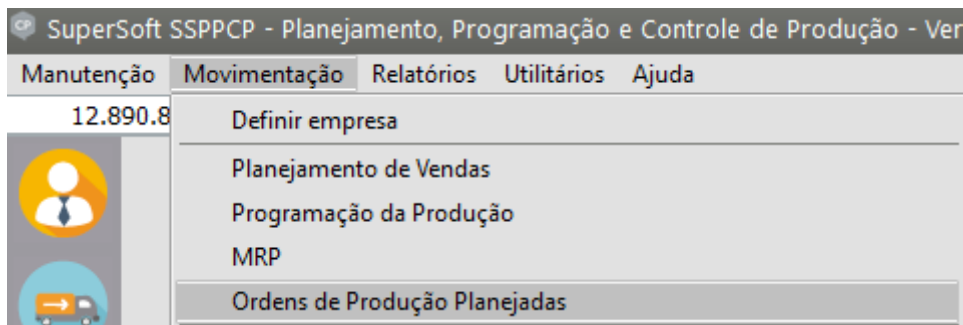 SuperSoft SSPPCP - Planejamento, Programação e Controle de Produção - Ver
Manutenção Movimentação Relatórios Utilitários Ajuda
12.890.8
Definir empresa
Planejamento de Vendas
Programação da Produção
MRP
Ordens de Produção Planejadas